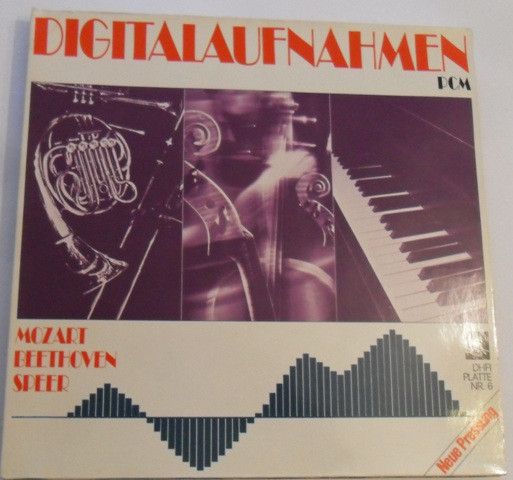 DIGITALAUFNAHMEN
PCM
MOZART
BEETHOVEN
SPEER
DHFI
PLATTE
NR. 6
Neue Pressung